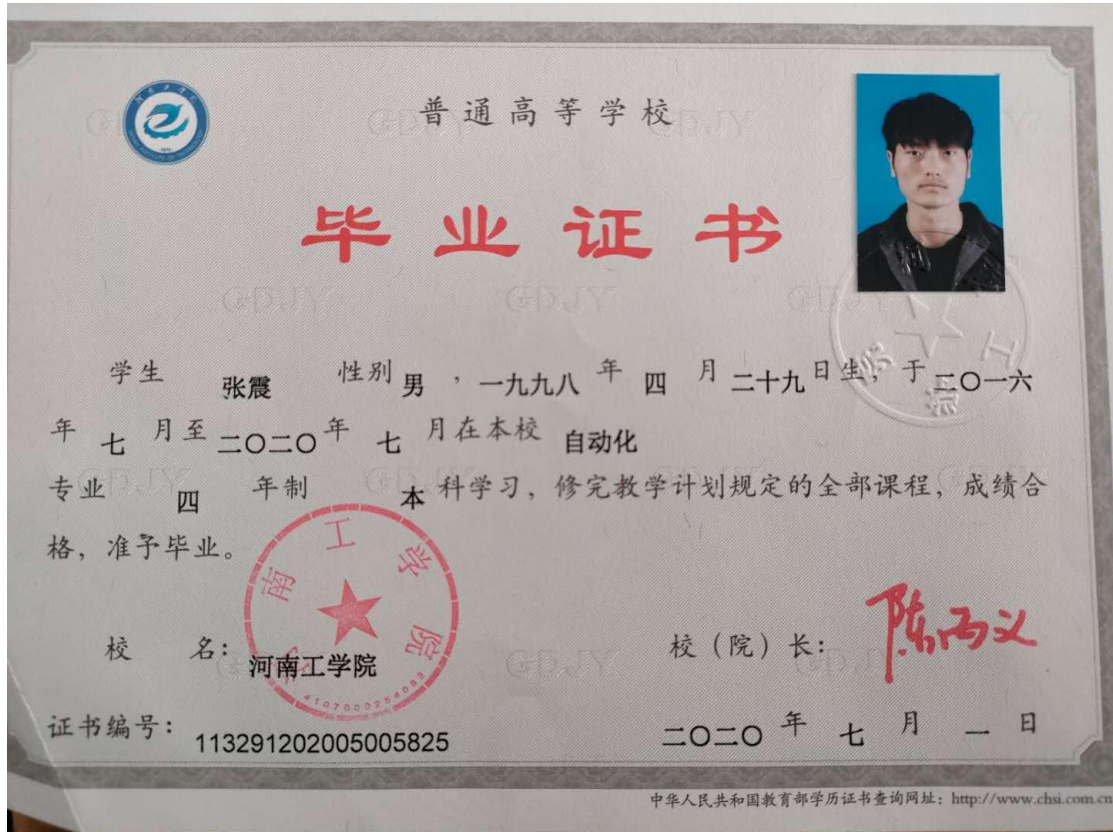 普通高等学校
毕业证书
学生 张震 性别 男 ，一九九八 年 四 月 二十九 日生，于 二〇一六
年 七 月至 二〇二〇 年 七 月在本校 自动化
专业 四 年制 本 科学习，修完教学计划规定的全部课程，成绩合
格，准予毕业。
河南工学院
4107000254082
校 名：河南工学院 校（院）长：
证书编号：113291202005005825 二〇二〇 年 七 月 一 日
中华人民共和国教育部学历证书查询网址：http://www.chsi.com.cn